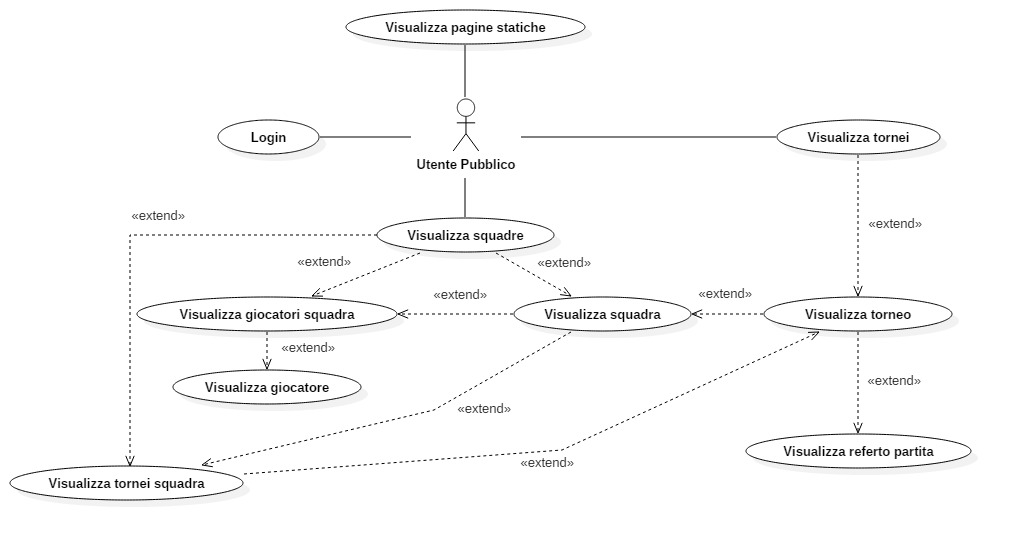 Visualizza pagine statiche
Login
Visualizza tornei
Utente Pubblico
«extend»
«extend»
Visualizza squadre
«extend»
«extend»
«extend»
«extend»
Visualizza giocatori squadra
Visualizza squadra
Visualizza torneo
«extend»
«extend»
Visualizza giocatore
«extend»
Visualizza referto partita
«extend»
Visualizza tornei squadra